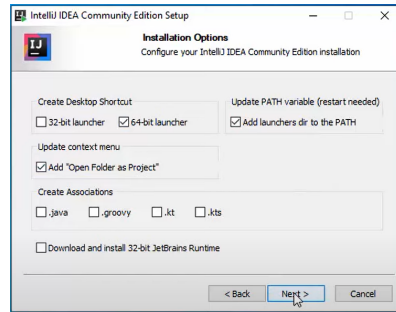 IntelliJ IDEA Community Edition Setup
IJ
Installation Options
Configure your IntelliJ IDEA Community Edition installation
Create Desktop Shortcut
32-bit launcher 64-bit launcher
Update PATH variable (restart needed)
Add launchers dir to the PATH
Update context menu
Add "Open Folder as Project"
Create Associations
.java .groovy .kt .kts
Download and install 32-bit JetBrains Runtime
< Back Next > Cancel